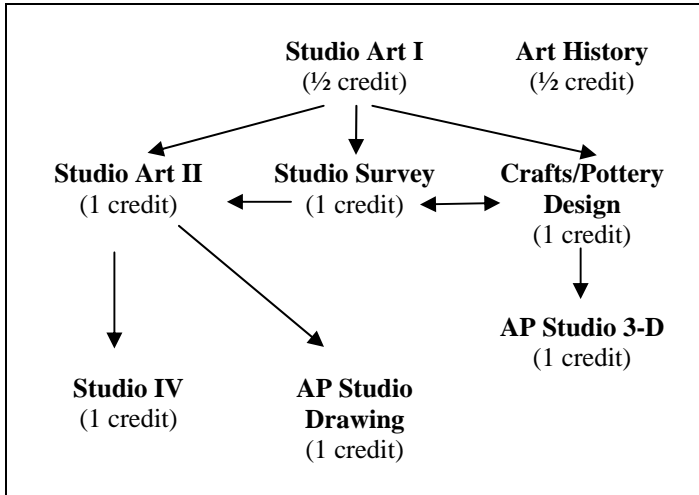 Studio Art I
(½ credit)
Art History
(½ credit)
Studio Art II
(1 credit)
Studio Survey
(1 credit)
Crafts/Pottery
Design
(1 credit)
AP Studio 3-D
(1 credit)
Studio IV
(1 credit)
AP Studio
Drawing
(1 credit)